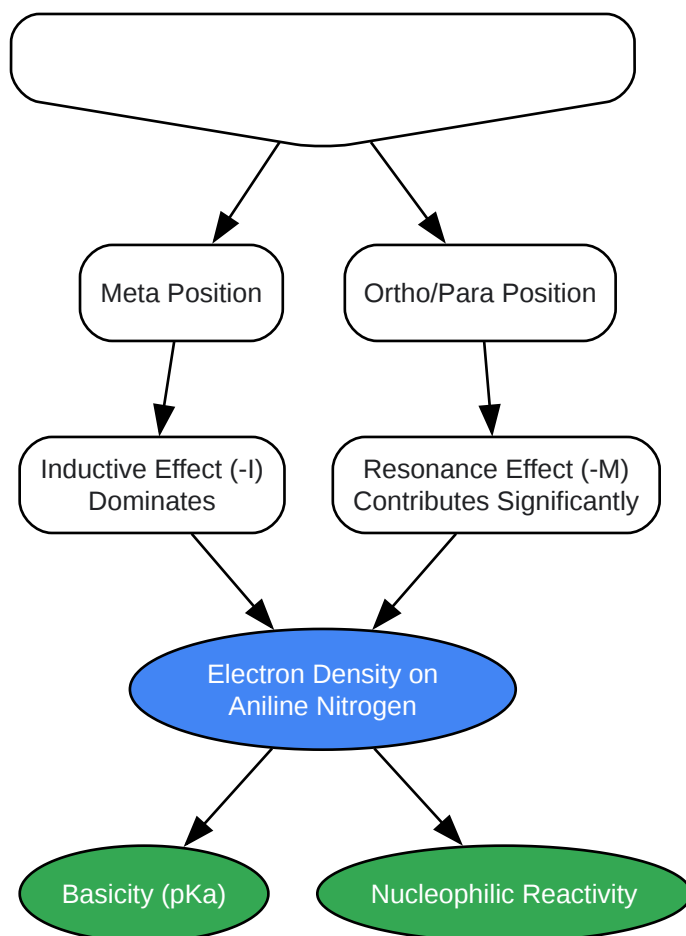 Meta Position
Ortho/Para Position
Inductive Effect (-I)
Dominates
Resonance Effect (-M)
Contributes Significantly
Electron Density on
Aniline Nitrogen
Basicity (pKa)
Nucleophilic Reactivity